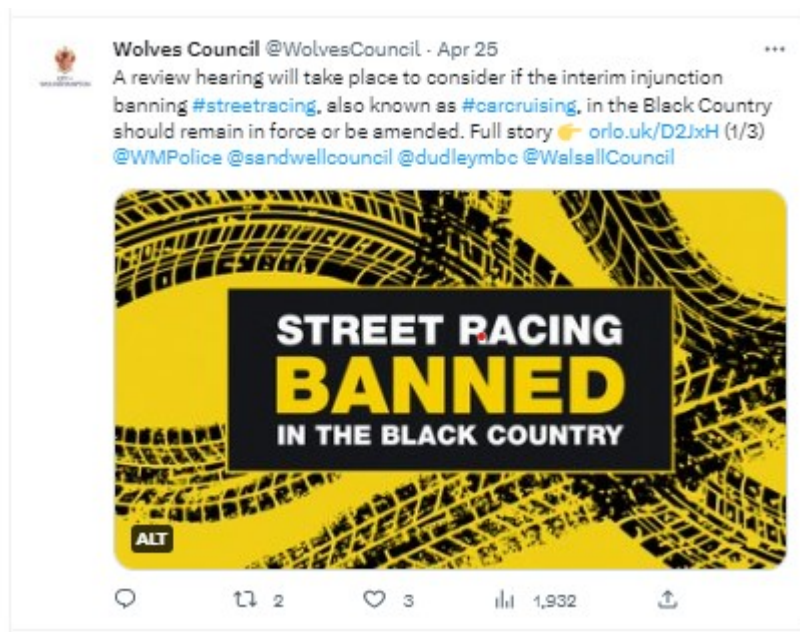 Wolves Council @WolvesCouncil · Apr 25
A review hearing will take place to consider if the interim injunction
banning #streetracing, also known as #carcruising, in the Black Country
should remain in force or be amended. Full story 👉 orlo.uk/D2JxH (1/3)
@WMPolice @sandwellcouncil @dudleymbc @WalsallCouncil
STREET RACING
BANNED
IN THE BLACK COUNTRY
ALT
2 3 1,932